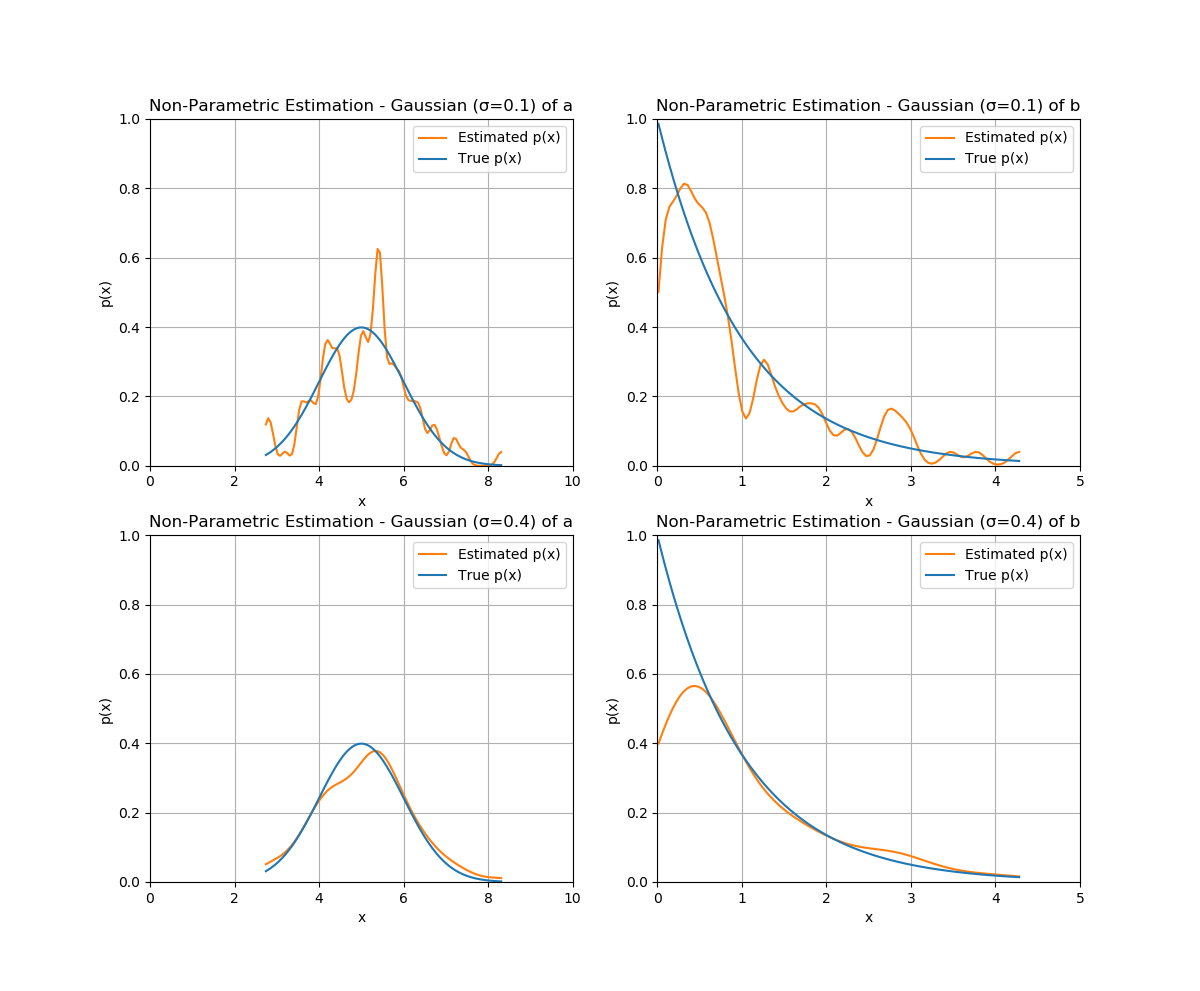 Non-Parametric Estimation - Gaussian (σ=0.1) of a
1.0
0.8
0.6
0.4
0.2
0.0
p(x)
Estimated p(x)
True p(x)
0 2 4 6 8 10
x
Non-Parametric Estimation - Gaussian (σ=0.1) of b
1.0
0.8
0.6
0.4
0.2
0.0
p(x)
Estimated p(x)
True p(x)
0 1 2 3 4 5
x
Non-Parametric Estimation - Gaussian (σ=0.4) of a
1.0
0.8
0.6
0.4
0.2
0.0
p(x)
Estimated p(x)
True p(x)
0 2 4 6 8 10
x
Non-Parametric Estimation - Gaussian (σ=0.4) of b
1.0
0.8
0.6
0.4
0.2
0.0
p(x)
Estimated p(x)
True p(x)
0 1 2 3 4 5
x